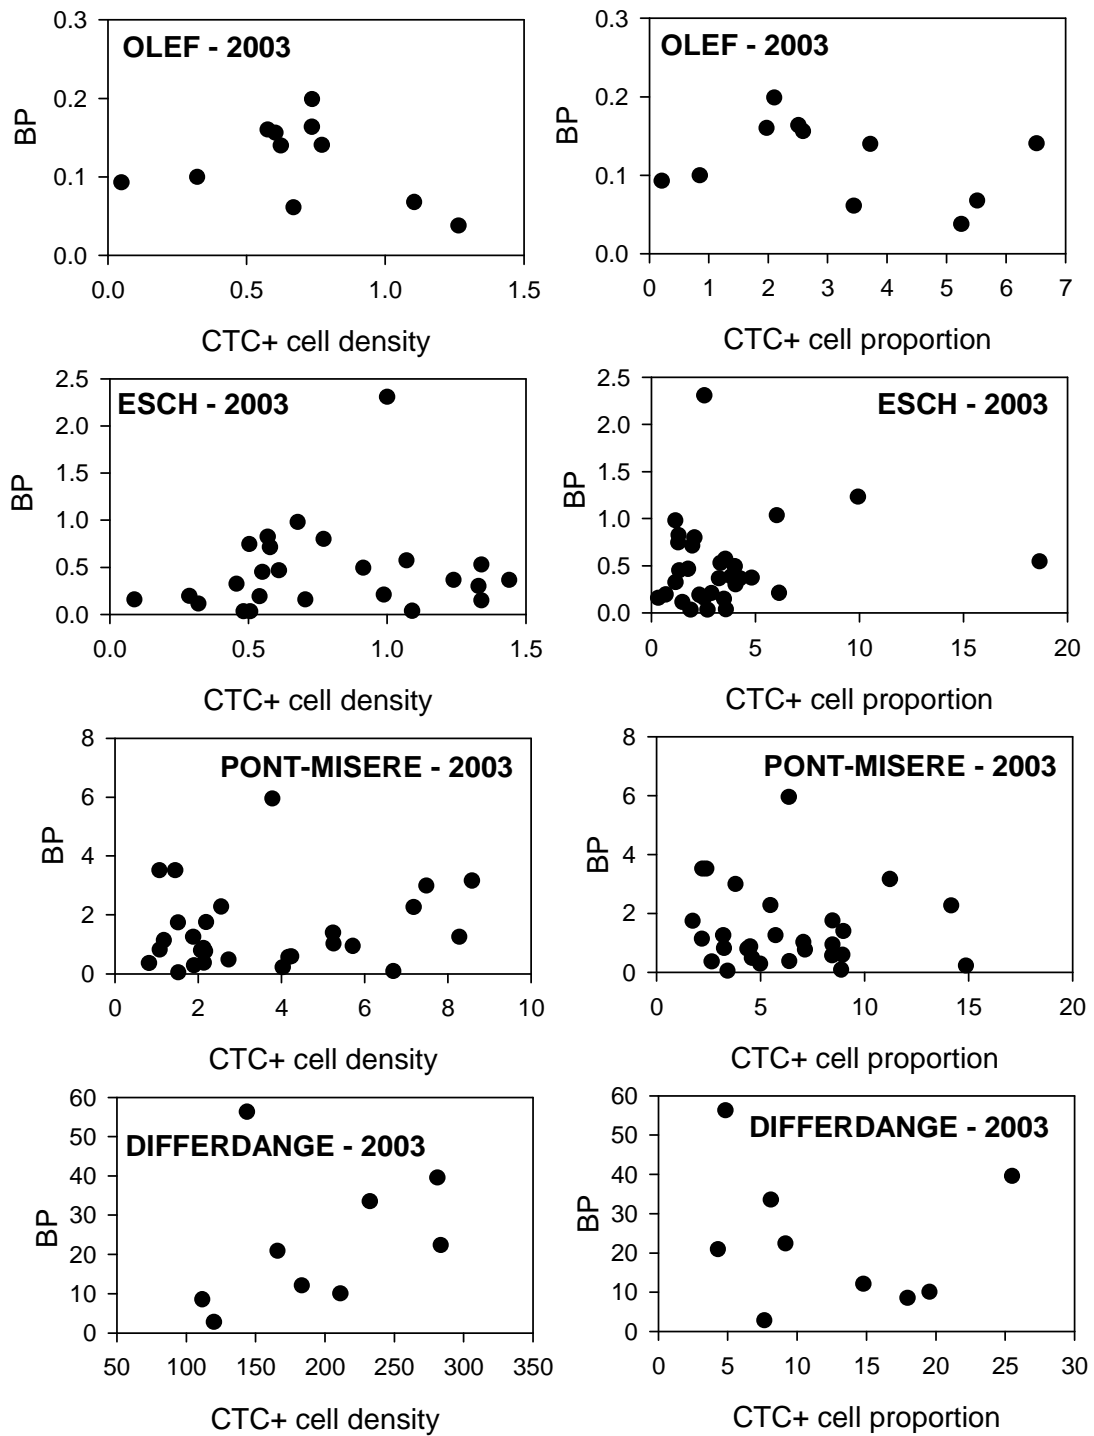 OLEF - 2003
BP
0.3
0.2
0.1
0.0
0.0 0.5 1.0 1.5
CTC+ cell density
OLEF - 2003
BP
0.3
0.2
0.1
0.0
0 1 2 3 4 5 6 7
CTC+ cell proportion
ESCH - 2003
BP
2.5
2.0
1.5
1.0
0.5
0.0
0.0 0.5 1.0 1.5
CTC+ cell density
ESCH - 2003
BP
2.5
2.0
1.5
1.0
0.5
0.0
0 5 10 15 20
CTC+ cell proportion
PONT-MISERE - 2003
BP
8
6
4
2
0
0 2 4 6 8 10
CTC+ cell density
PONT-MISERE - 2003
BP
8
6
4
2
0
0 5 10 15 20
CTC+ cell proportion
DIFFERDANGE - 2003
BP
60
50
40
30
20
10
0
50 100 150 200 250 300 350
CTC+ cell density
DIFFERDANGE - 2003
BP
60
50
40
30
20
10
0
0 5 10 15 20 25 30
CTC+ cell proportion